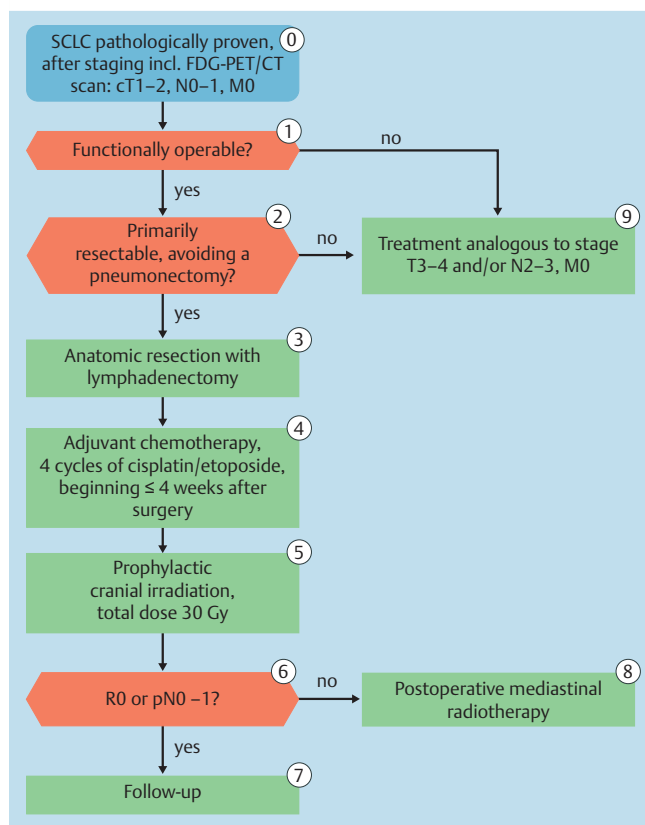 0
SCLC pathologically proven,
after staging incl. FDG-PET/CT
scan: cT1–2, N0–1, M0
1
Functionally operable?
no
yes
2
Primarily
resectable, avoiding a
pneumonectomy?
no
9
Treatment analogous to stage
T3–4 and/or N2–3, M0
yes
3
Anatomic resection with
lymphadenectomy
4
Adjuvant chemotherapy,
4 cycles of cisplatin/etoposide,
beginning ≤ 4 weeks after
surgery
5
Prophylactic
cranial irradiation,
total dose 30 Gy
6
R0 or pN0 –1?
no
8
Postoperative mediastinal
radiotherapy
yes
7
Follow-up